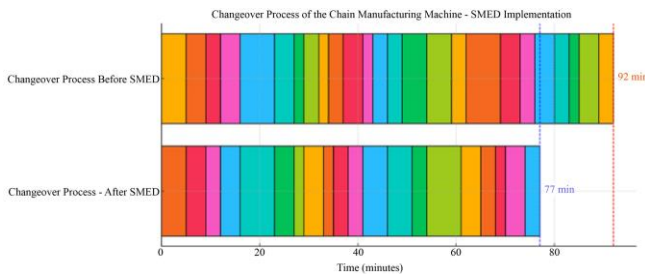 Changeover Process of the Chain Manufacturing Machine - SMED Implementation
Changeover Process Before SMED
92 min
Changeover Process - After SMED
77 min
0 20 40 60 80
Time (minutes)